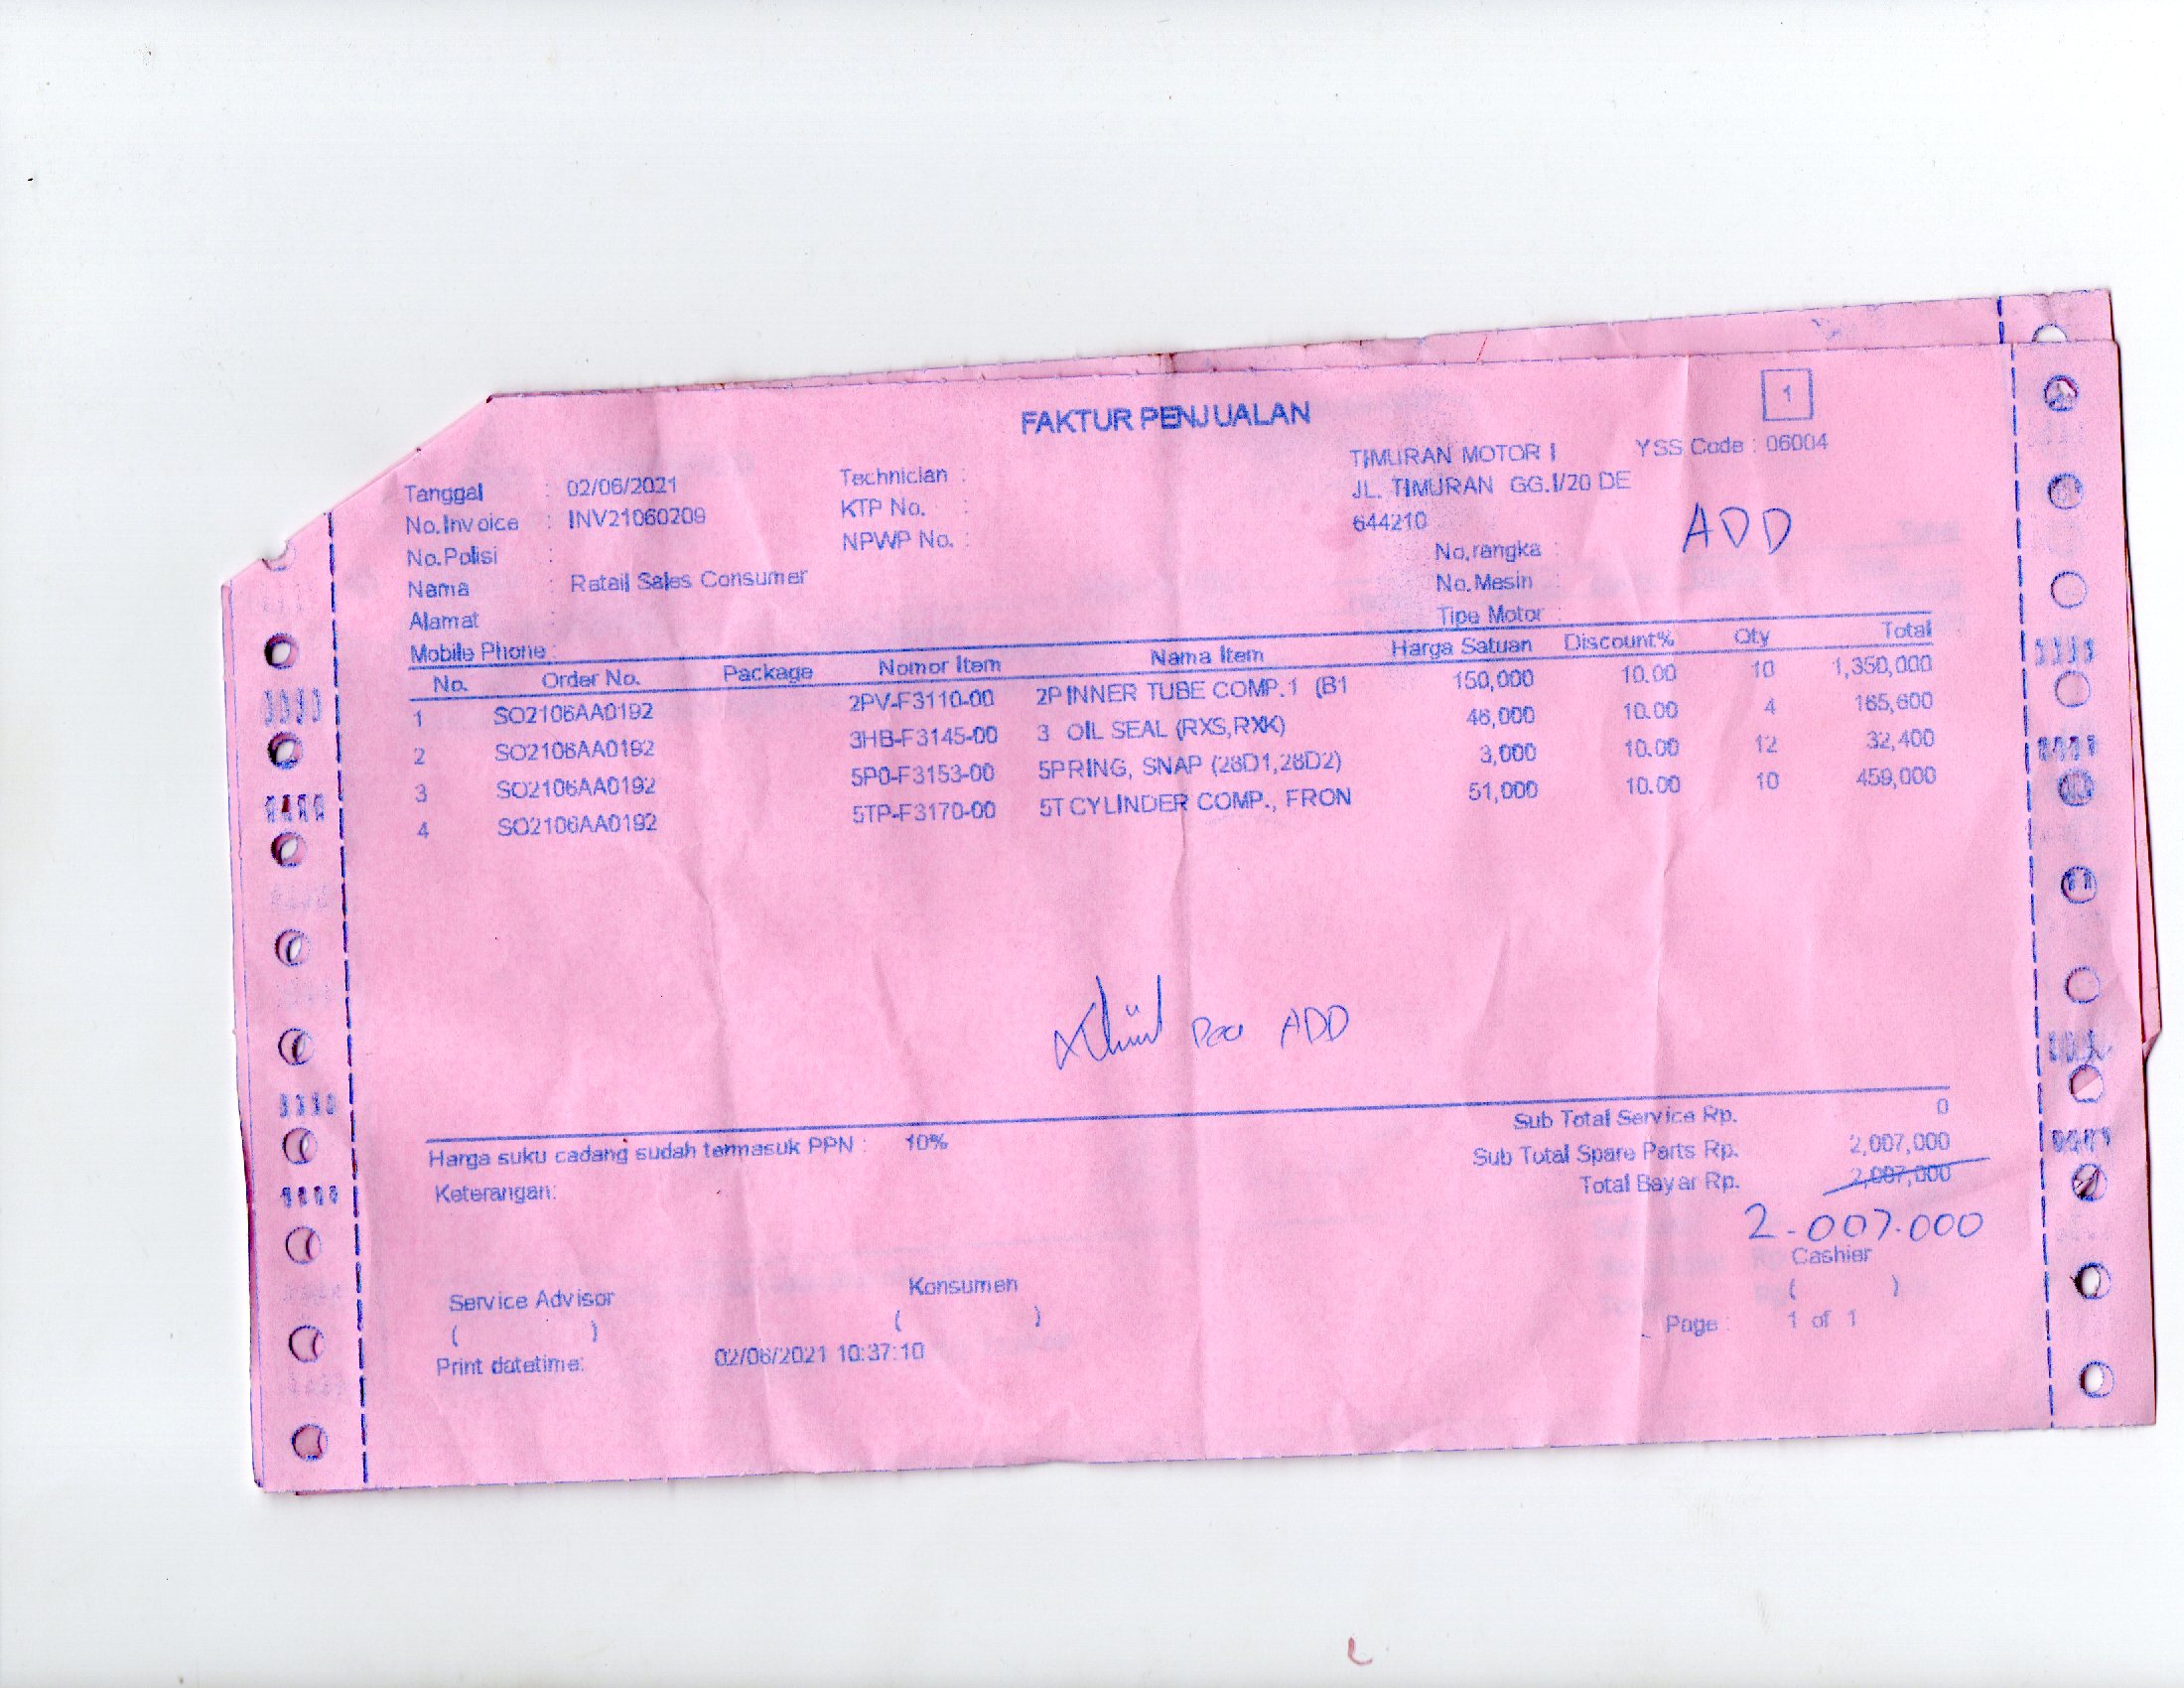 FAKTUR PENJUALAN
1
TIMURAN MOTOR I YSS Code : 06004
JL. TIMURAN GG.I/20 DE
644210
ADD
Tanggal : 02/06/2021 Technician :
No.Invoice : INV21060209 KTP No. :
No.Polisi : NPWP No. :
Nama : Retail Sales Consumer
Alamat :
Mobile Phone :
No.rangka :
No.Mesin :
Tipe Motor :
No. Order No. Package Nomor Item Nama Item Harga Satuan Discount% Qty Total
1 SO2106AA0192 2PV-F3110-00 2P INNER TUBE COMP.1 (B1 150,000 10.00 10 1,350,000
2 SO2106AA0192 3HB-F3145-00 3 OIL SEAL (RXS,RXK) 46,000 10.00 4 165,600
3 SO2106AA0192 5P0-F3153-00 5PRING, SNAP (28D1,28D2) 3,000 10.00 12 32,400
4 SO2106AA0192 5TP-F3170-00 5T CYLINDER COMP., FRON 51,000 10.00 10 459,000
ADD
Harga suku cadang sudah termasuk PPN : 10%
Keterangan:
Sub Total Service Rp. 0
Sub Total Spare Parts Rp. 2,007,000
Total Bayar Rp. 2,007,000
2-007.000
Service Advisor Konsumen Cashier
( ) ( ) ( )
Print datetime: 02/06/2021 10:37:10 Page : 1 of 1